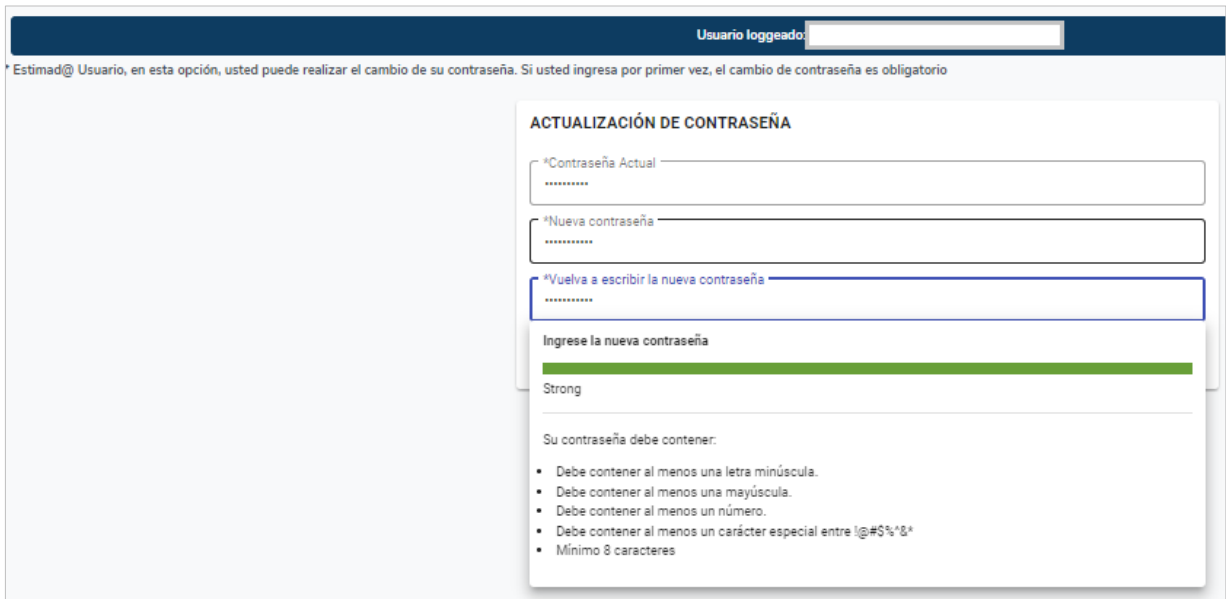 Usuario loggeado:
* Estimad@ Usuario, en esta opción, usted puede realizar el cambio de su contraseña. Si usted ingresa por primer vez, el cambio de contraseña es obligatorio
ACTUALIZACIÓN DE CONTRASEÑA
*Contraseña Actual
••••••••••
*Nueva contraseña
•••••••••••
*Vuelva a escribir la nueva contraseña
•••••••••••
Ingrese la nueva contraseña
Strong
Su contraseña debe contener:
• Debe contener al menos una letra minúscula.
• Debe contener al menos una mayúscula.
• Debe contener al menos un número.
• Debe contener al menos un carácter especial entre !@#$%^&*
• Mínimo 8 caracteres